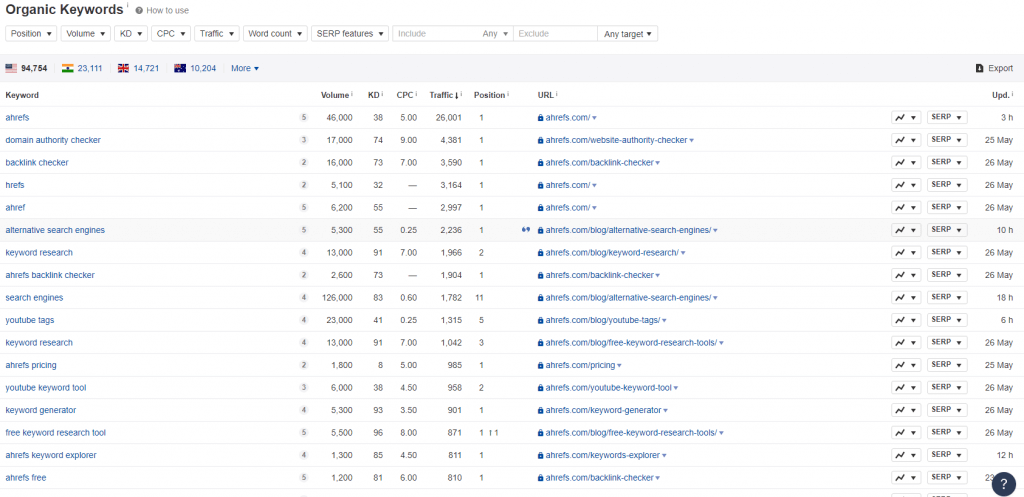 Organic Keywords i ? How to use
Position ▼ Volume ▼ KD ▼ CPC ▼ Traffic ▼ Word count ▼ SERP features ▼ Include Any ▼ Exclude Any target ▼
94,754 23,111 14,721 10,204 More ▼ Export
Keyword Volume i KD i CPC i Traffic ↓ i Position i URL i Upd. i
ahrefs 5 46,000 38 5.00 26,001 1 ahrefs.com/ ▼ SERP ▼ 3 h
domain authority checker 3 17,000 74 9.00 4,381 1 ahrefs.com/website-authority-checker ▼ SERP ▼ 25 May
backlink checker 2 16,000 73 7.00 3,590 1 ahrefs.com/backlink-checker ▼ SERP ▼ 26 May
hrefs 2 5,100 32 — 3,164 1 ahrefs.com/ ▼ SERP ▼ 26 May
ahref 5 6,200 55 — 2,997 1 ahrefs.com/ ▼ SERP ▼ 26 May
alternative search engines 5 5,300 55 0.25 2,236 1 ahrefs.com/blog/alternative-search-engines/ ▼ SERP ▼ 10 h
keyword research 4 13,000 91 7.00 1,966 2 ahrefs.com/blog/keyword-research/ ▼ SERP ▼ 26 May
ahrefs backlink checker 2 2,600 73 — 1,904 1 ahrefs.com/backlink-checker ▼ SERP ▼ 26 May
search engines 4 126,000 83 0.60 1,782 11 ahrefs.com/blog/alternative-search-engines/ ▼ SERP ▼ 18 h
youtube tags 4 23,000 41 0.25 1,315 5 ahrefs.com/blog/youtube-tags/ ▼ SERP ▼ 6 h
keyword research 4 13,000 91 7.00 1,042 3 ahrefs.com/blog/free-keyword-research-tools/ ▼ SERP ▼ 26 May
ahrefs pricing 2 1,800 8 5.00 985 1 ahrefs.com/pricing ▼ SERP ▼ 25 May
youtube keyword tool 3 6,000 38 4.50 958 2 ahrefs.com/youtube-keyword-tool ▼ SERP ▼ 26 May
keyword generator 4 5,300 93 3.50 901 1 ahrefs.com/keyword-generator ▼ SERP ▼ 26 May
free keyword research tool 5 5,500 96 8.00 871 1 ↑1 ahrefs.com/blog/free-keyword-research-tools/ ▼ SERP ▼ 26 May
ahrefs keyword explorer 4 1,300 85 4.50 811 1 ahrefs.com/keywords-explorer ▼ SERP ▼ 12 h
ahrefs free 5 1,200 81 6.00 810 1 ahrefs.com/backlink-checker ▼ SERP ▼ ?